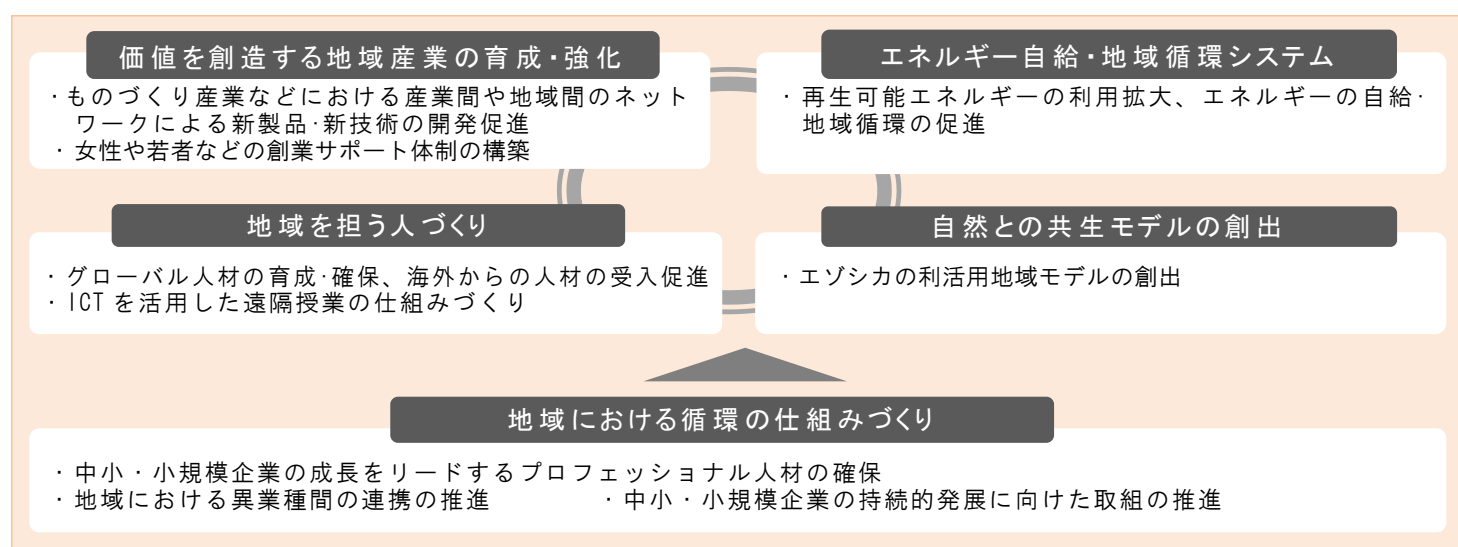 価値を創造する地域産業の育成・強化
・ものづくり産業などにおける産業間や地域間のネット
ワークによる新製品・新技術の開発促進
・女性や若者などの創業サポート体制の構築
エネルギー自給・地域循環システム
・再生可能エネルギーの利用拡大、エネルギーの自給・
地域循環の促進
地域を担う人づくり
・グローバル人材の育成・確保、海外からの人材の受入促進
・ICTを活用した遠隔授業の仕組みづくり
自然との共生モデルの創出
・エゾシカの利活用地域モデルの創出
地域における循環の仕組みづくり
・中小・小規模企業の成長をリードするプロフェッショナル人材の確保
・地域における異業種間の連携の推進 ・中小・小規模企業の持続的発展に向けた取組の推進